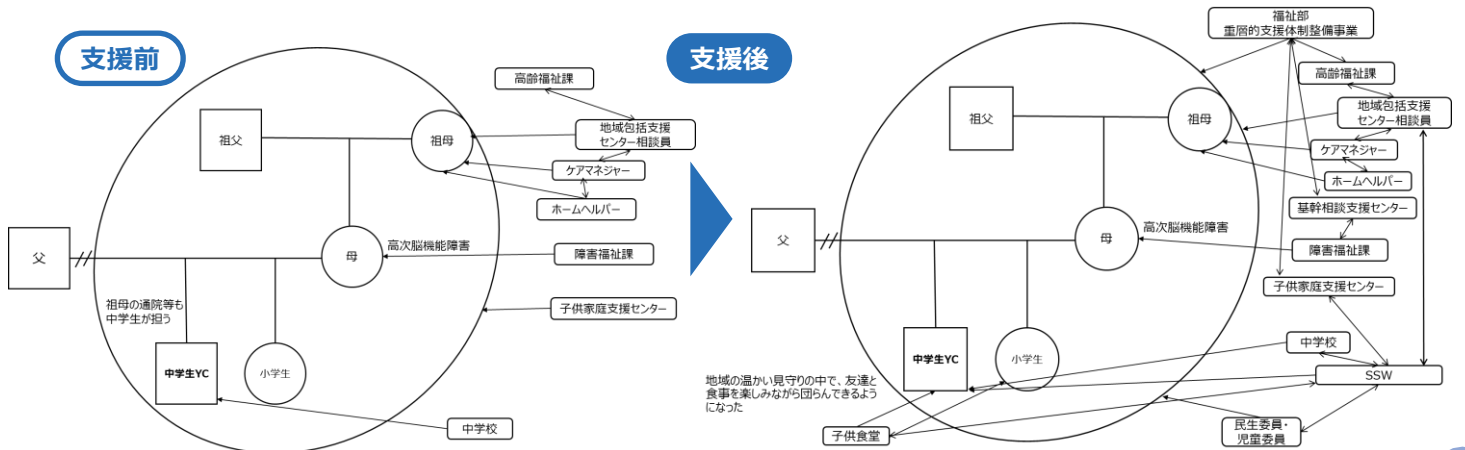 支援前
高齢福祉課
祖父
祖母
地域包括支援
センター相談員
ケアマネジャー
ホームヘルパー
父
母
高次脳機能障害
障害福祉課
祖母の通院等も
中学生が担う
子供家庭支援センター
中学生YC
小学生
中学校
支援後
福祉部
重層的支援体制整備事業
高齢福祉課
祖父
祖母
地域包括支援
センター相談員
ケアマネジャー
ホームヘルパー
基幹相談支援センター
父
母
高次脳機能障害
障害福祉課
子供家庭支援センター
中学校
中学生YC
小学生
SSW
地域の温かい見守りの中で、友達と
食事を楽しみながら団らんできるよう
になった
子供食堂
民生委員・
児童委員